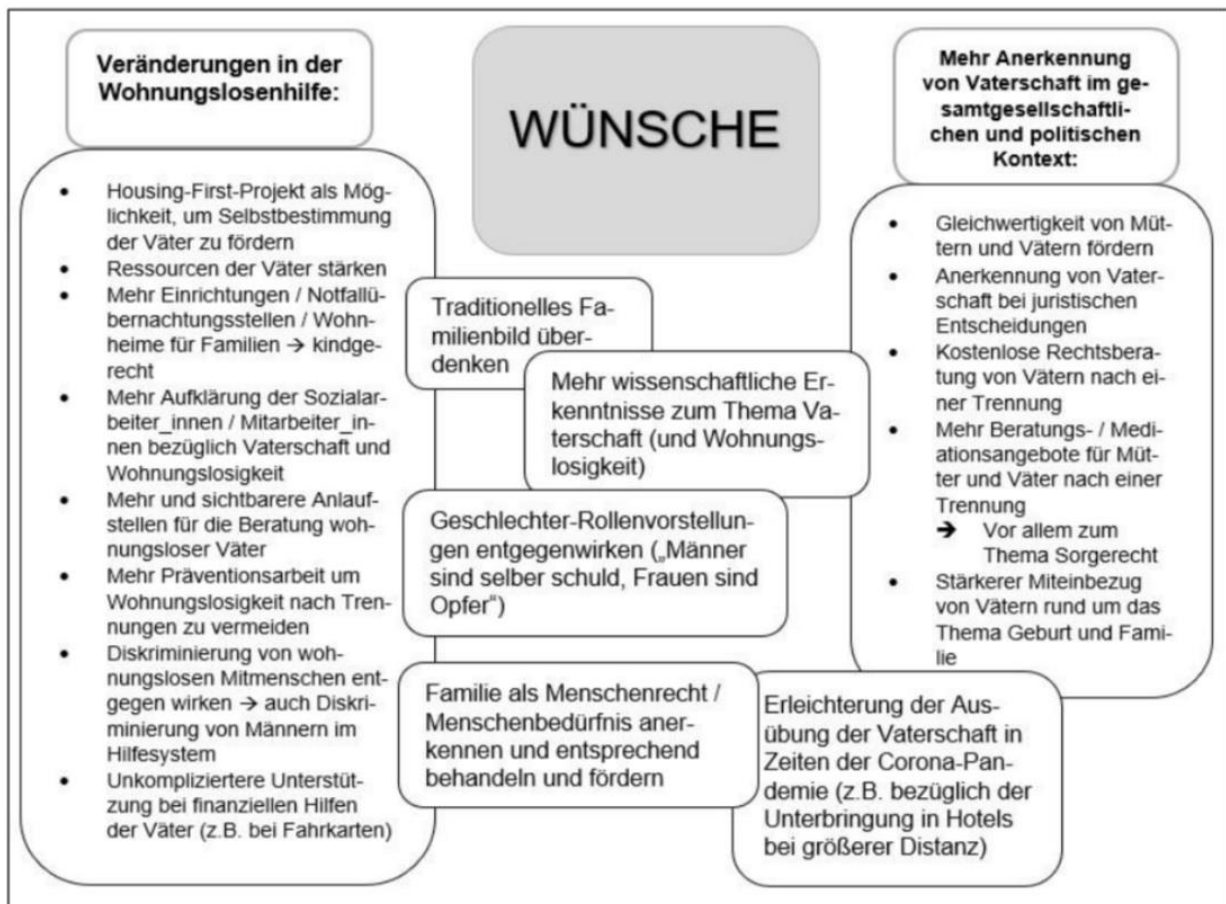 Veränderungen in der
Wohnungslosenhilfe:
• Housing-First-Projekt als Mög-
lichkeit, um Selbstbestimmung
der Väter zu fördern
• Ressourcen der Väter stärken
• Mehr Einrichtungen / Notfallü-
bernachtungsstellen / Wohn-
heime für Familien → kindge-
recht
• Mehr Aufklärung der Sozialar-
beiter_innen / Mitarbeiter_in-
nen bezüglich Vaterschaft und
Wohnungslosigkeit
• Mehr und sichtbarere Anlauf-
stellen für die Beratung woh-
nungsloser Väter
• Mehr Präventionsarbeit um
Wohnungslosigkeit nach Tren-
nungen zu vermeiden
• Diskriminierung von woh-
nungslosen Mitmenschen ent-
gegen wirken → auch Diskri-
minierung von Männern im
Hilfesystem
• Unkompliziertere Unterstüt-
zung bei finanziellen Hilfen
der Väter (z.B. bei Fahrkarten)
WÜNSCHE
Traditionelles Fa-
milienbild über-
denken
Mehr wissenschaftliche Er-
kenntnisse zum Thema Va-
terschaft (und Wohnungs-
losigkeit)
Geschlechter-Rollenvorstellun-
gen entgegenwirken („Männer
sind selber schuld, Frauen sind
Opfer“)
Familie als Menschenrecht /
Menschenbedürfnis aner-
kennen und entsprechend
behandeln und fördern
Mehr Anerkennung
von Vaterschaft im ge-
samtgesellschaftli-
chen und politischen
Kontext:
• Gleichwertigkeit von Müt-
tern und Vätern fördern
• Anerkennung von Vater-
schaft bei juristischen
Entscheidungen
• Kostenlose Rechtsbera-
tung von Vätern nach ei-
ner Trennung
• Mehr Beratungs- / Medi-
ationsangebote für Müt-
ter und Väter nach einer
Trennung
→ Vor allem zum
Thema Sorgerecht
• Stärkerer Miteinbezug
von Vätern rund um das
Thema Geburt und Fami-
lie
Erleichterung der Aus-
übung der Vaterschaft in
Zeiten der Corona-Pan-
demie (z.B. bezüglich der
Unterbringung in Hotels
bei größerer Distanz)